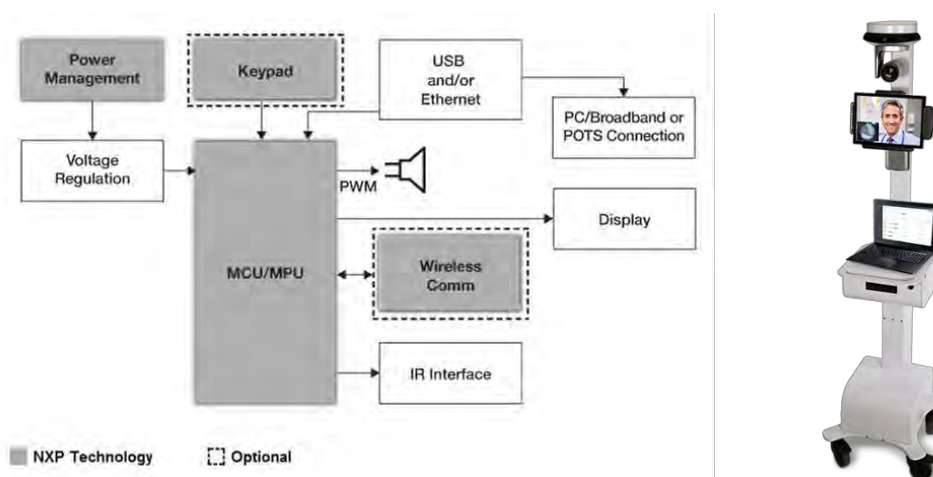 Power
Management
Keypad
USB
and/or
Ethernet
PC/Broadband or
POTS Connection
Voltage
Regulation
PWM
Display
MCU/MPU
Wireless
Comm
IR Interface
NXP Technology
Optional